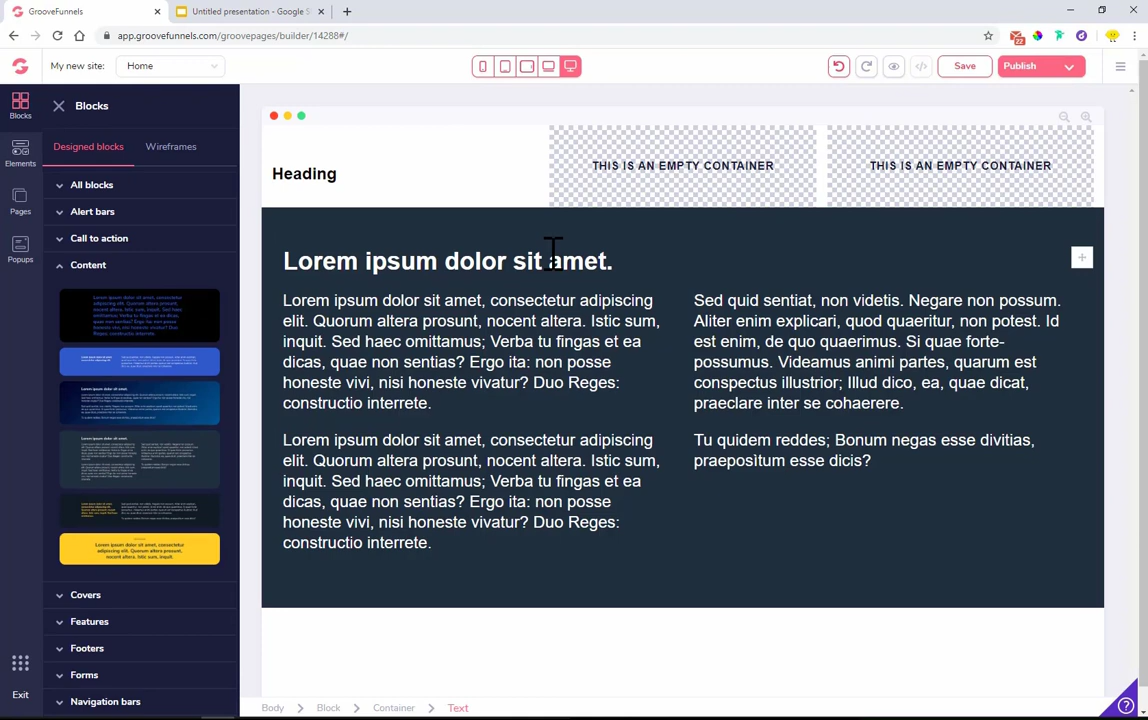 GrooveFunnels
Untitled presentation - Google S
app.groovefunnels.com/groovepages/builder/14288#/
22
My new site:
Home
Save
Publish
Blocks
Blocks
Designed blocks
Wireframes
Elements
Pages
Popups
Exit
All blocks
Alert bars
Call to action
Content
Covers
Features
Footers
Forms
Navigation bars
Heading
THIS IS AN EMPTY CONTAINER
THIS IS AN EMPTY CONTAINER
Lorem ipsum dolor sit amet.
Lorem ipsum dolor sit amet, consectetur adipiscing
elit. Quorum altera prosunt, nocent altera. Istic sum,
inquit. Sed haec omittamus; Verba tu fingas et ea
dicas, quae non sentias? Ergo ita: non posse
honeste vivi, nisi honeste vivatur? Duo Reges:
constructio interrete.
Lorem ipsum dolor sit amet, consectetur adipiscing
elit. Quorum altera prosunt, nocent altera. Istic sum,
inquit. Sed haec omittamus; Verba tu fingas et ea
dicas, quae non sentias? Ergo ita: non posse
honeste vivi, nisi honeste vivatur? Duo Reges:
constructio interrete.
Sed quid sentiat, non videtis. Negare non possum.
Aliter enim explicari, quod quaeritur, non potest. Id
est enim, de quo quaerimus. Si quae forte-
possumus. Videamus animi partes, quarum est
conspectus illustrior; Illud dico, ea, quae dicat,
praeclare inter se cohaerere.
Tu quidem reddes; Bonum negas esse divitias,
praeposìtum esse dicis?
Body
Block
Container
Text